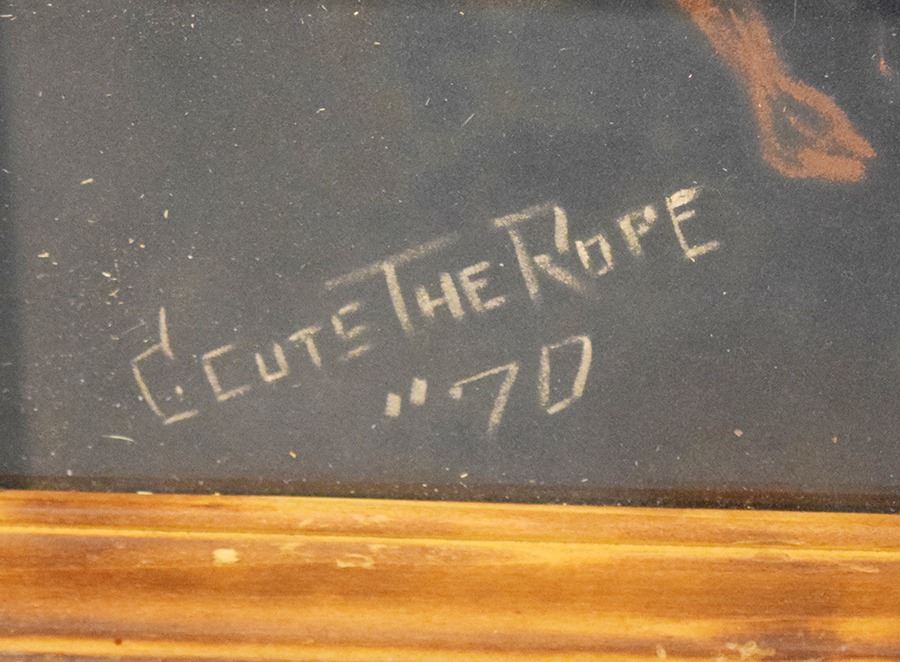 C. CUTS THE ROPE
"70